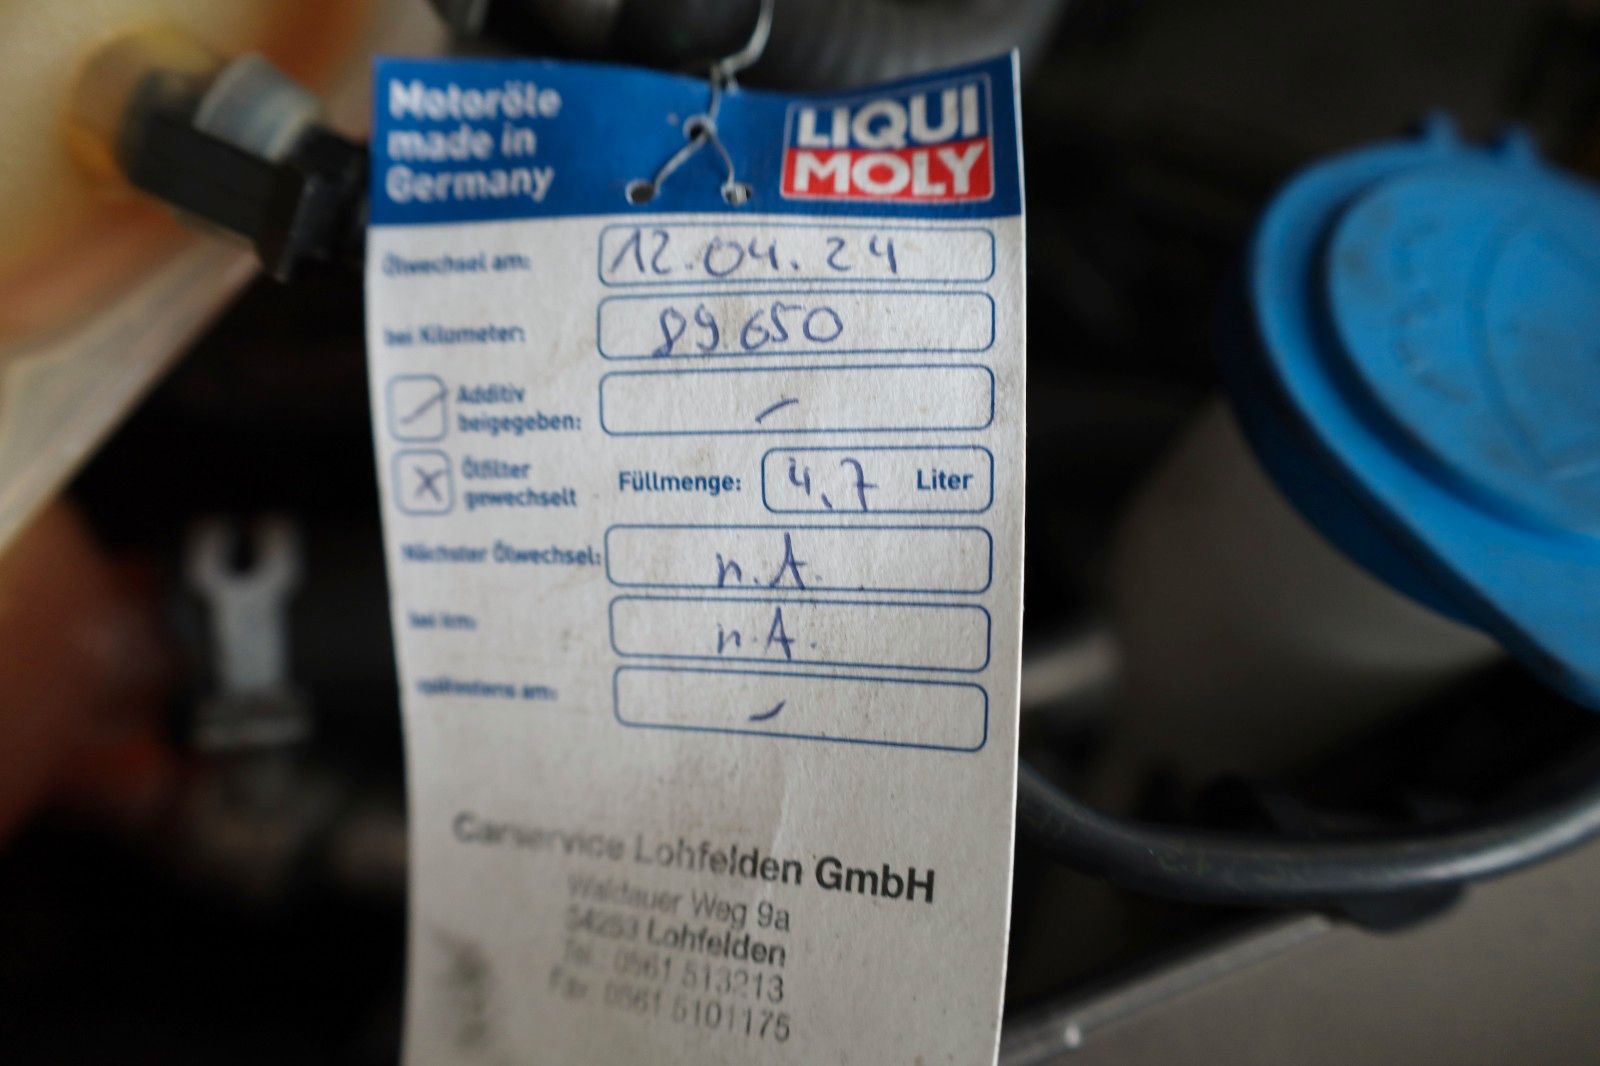 Motoröle
made in
Germany
LIQUI
MOLY
Ölwechsel am: 12.04.24
bei Kilometer: 89.650
Additiv
beigegeben: –
Ölfilter
gewechselt x Füllmenge: 4,7 Liter
Nächster Ölwechsel: n.A.
bei km: n.A.
spätestens am: –
Carservice Lohfelden GmbH
Waldauer Weg 9a
34253 Lohfelden
Tel.: 0561 513213
Fax: 0561 5101175